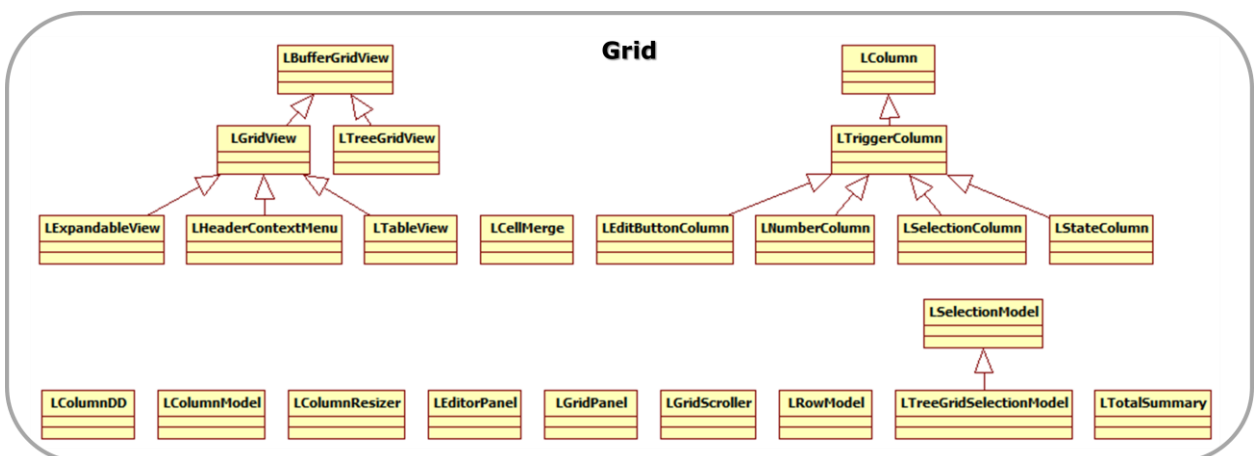 Grid
LBufferGridView
LColumn
LGridView
LTreeGridView
LTriggerColumn
LExpandableView
LHeaderContextMenu
LTableView
LCellMerge
LEditButtonColumn
LNumberColumn
LSelectionColumn
LStateColumn
LSelectionModel
LColumnDD
LColumnModel
LColumnResizer
LEditorPanel
LGridPanel
LGridScroller
LRowModel
LTreeGridSelectionModel
LTotalSummary